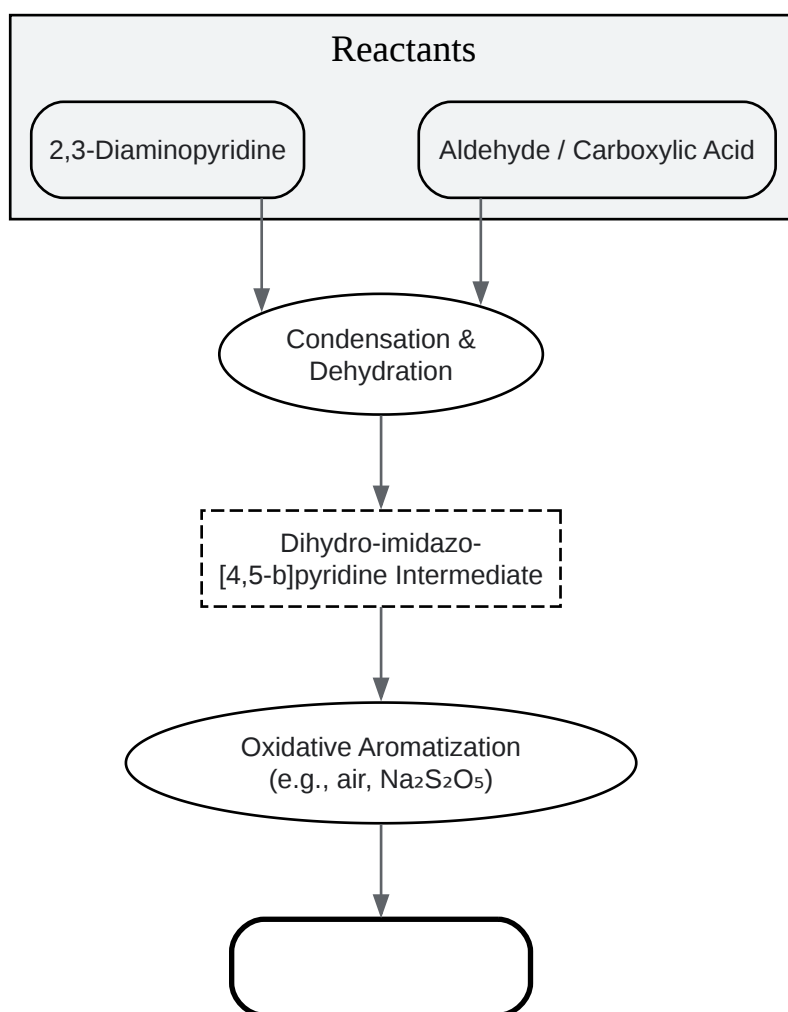 Reactants
2,3-Diaminopyridine
Aldehyde / Carboxylic Acid
Condensation &
Dehydration
Dihydro-imidazo-
[4,5-b]pyridine Intermediate
Oxidative Aromatization
(e.g., air, Na₂S₂O₅)